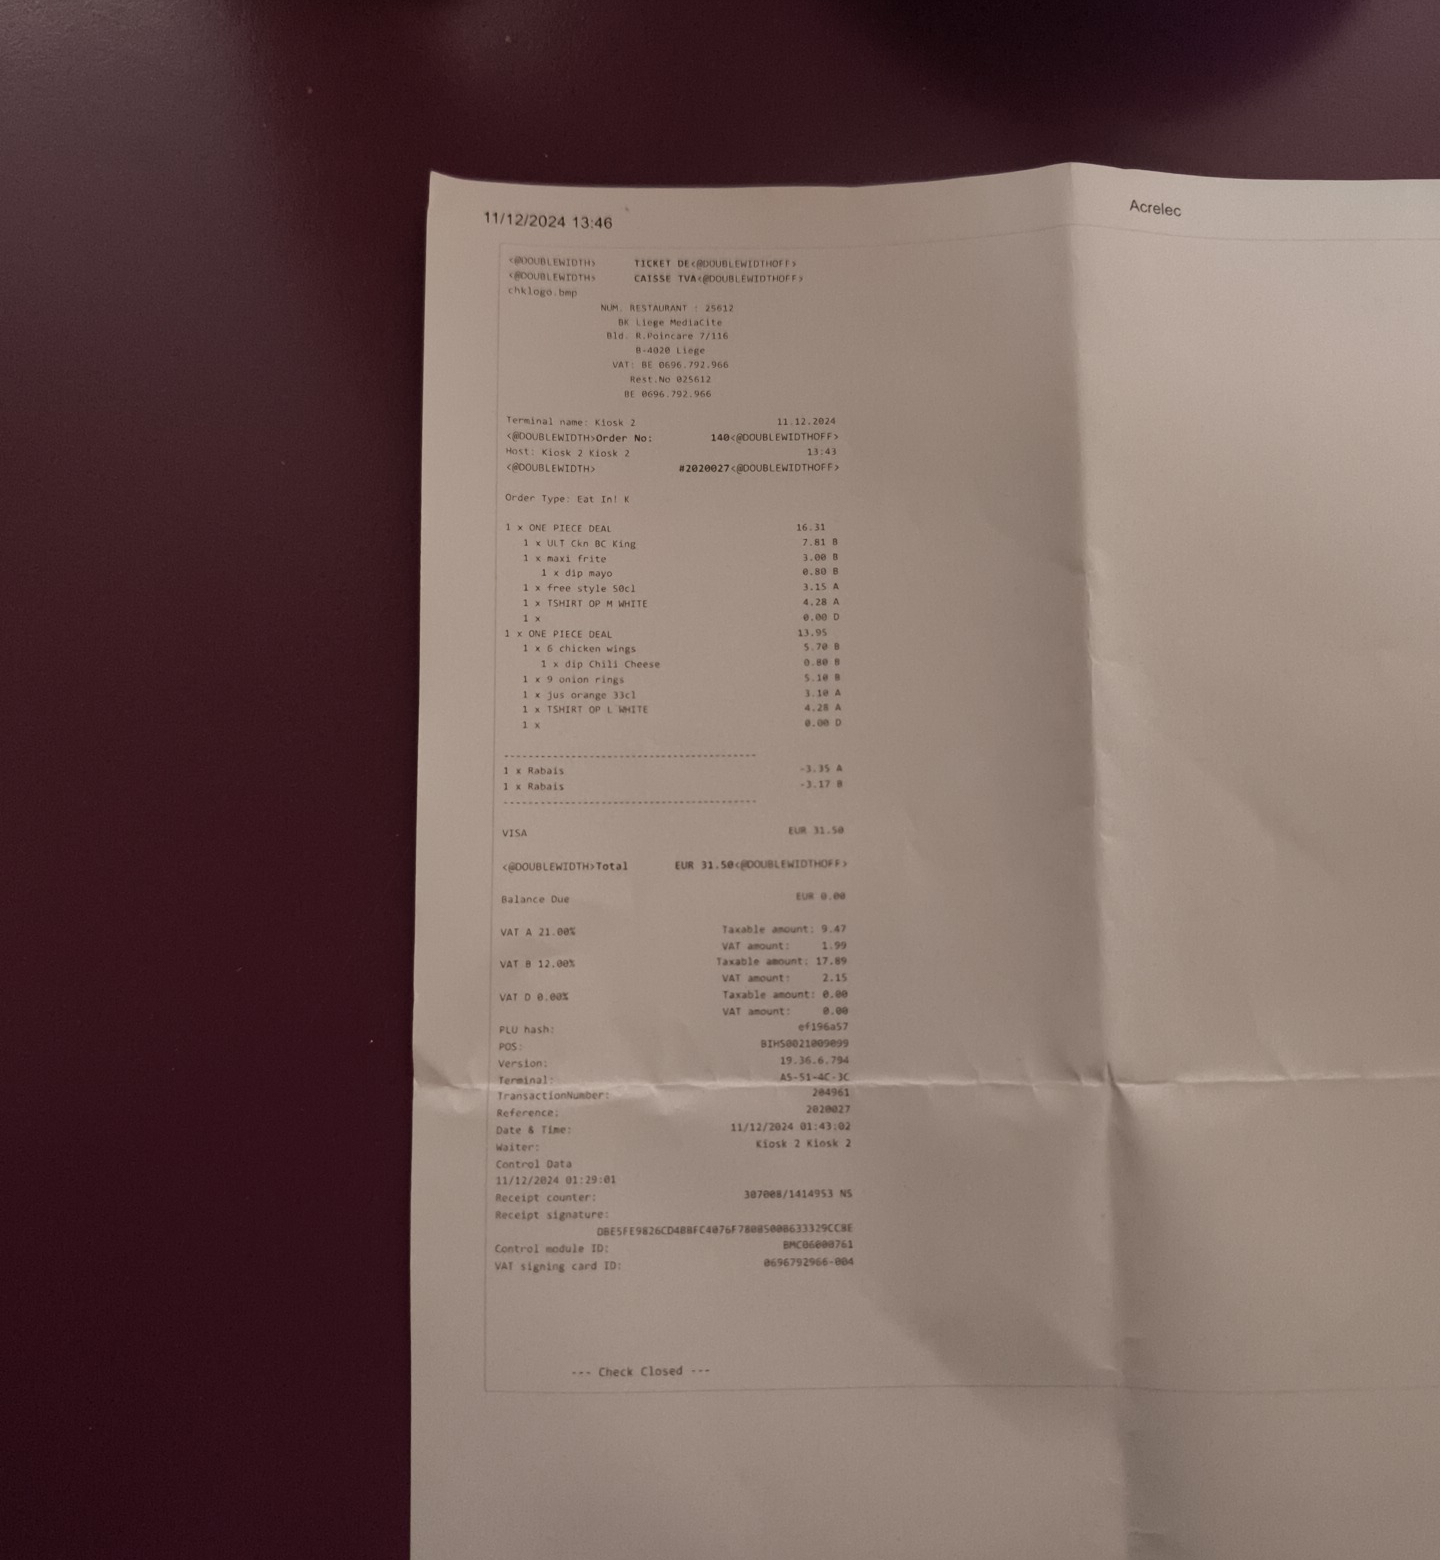 11/12/2024 13:46
Acrelec
<@DOUBLEWIDTH> TICKET DE<@DOUBLEWIDTHOFF>
<@DOUBLEWIDTH> CAISSE TVA<@DOUBLEWIDTHOFF>
chklogo.bmp
NUM. RESTAURANT : 25612
BK Liege MediaCite
Bld. R.Poincare 7/116
B-4020 Liege
VAT: BE 0696.792.966
Rest.No 025612
BE 0696.792.966
Terminal name: Kiosk 2 11.12.2024
<@DOUBLEWIDTH>Order No: 140<@DOUBLEWIDTHOFF>
Host: Kiosk 2 Kiosk 2 13:43
<@DOUBLEWIDTH> #2020027<@DOUBLEWIDTHOFF>
Order Type: Eat In! K
1 x ONE PIECE DEAL 16.31
1 x ULT Ckn BC King 7.81 B
1 x maxi frite 3.00 B
1 x dip mayo 0.80 B
1 x free style 50cl 3.15 A
1 x TSHIRT OP M WHITE 4.28 A
1 x 0.00 D
1 x ONE PIECE DEAL 13.95
1 x 6 chicken wings 5.70 B
1 x dip Chili Cheese 0.80 B
1 x 9 onion rings 5.10 B
1 x jus orange 33cl 3.10 A
1 x TSHIRT OP L WHITE 4.28 A
1 x 0.00 D
------------------------------------------
1 x Rabais -3.35 A
1 x Rabais -3.17 B
------------------------------------------
VISA EUR 31.50
<@DOUBLEWIDTH>Total EUR 31.50<@DOUBLEWIDTHOFF>
Balance Due EUR 0.00
VAT A 21.00% Taxable amount: 9.47
VAT amount: 1.99
VAT B 12.00% Taxable amount: 17.89
VAT amount: 2.15
VAT D 0.00% Taxable amount: 0.00
VAT amount: 0.00
PLU hash: ef196a57
POS: BIHS0021009099
Version: 19.36.6.794
Terminal: A5-51-4C-3C
TransactionNumber: 204961
Reference: 2020027
Date & Time: 11/12/2024 01:43:02
Waiter: Kiosk 2 Kiosk 2
Control Data
11/12/2024 01:29:01
Receipt counter: 307008/1414953 NS
Receipt signature:
Control module ID: BMC06000761
VAT signing card ID: 0696792966-004
--- Check Closed ---